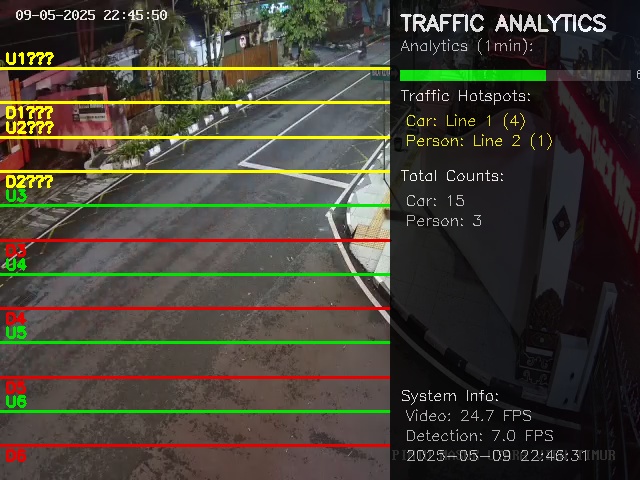 09-05-2025 22:45:50
U1???
D1???
U2???
D2???
U3
D3
U4
D4
U5
D5
U6
D6
TRAFFIC ANALYTICS
Analytics (1min):
Traffic Hotspots:
Car: Line 1 (4)
Person: Line 2 (1)
Total Counts:
Car: 15
Person: 3
System Info:
Video: 24.7 FPS
Detection: 7.0 FPS
2025-05-09 22:46:31
TIMUR